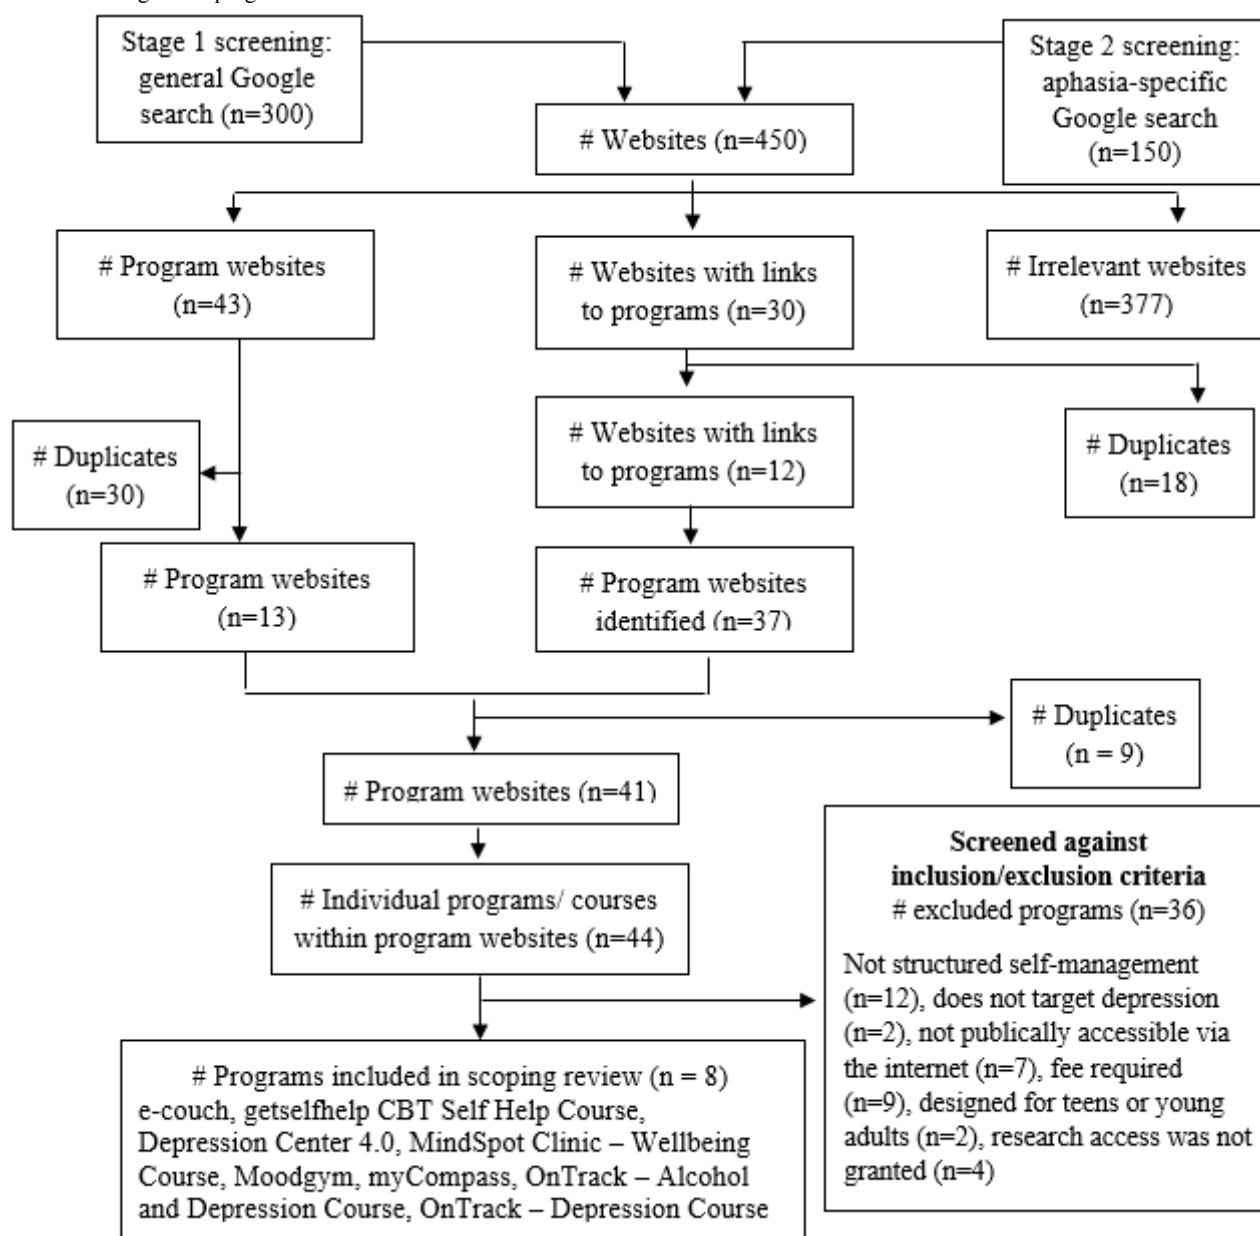 Stage 1 screening:
general Google
search (n=300)
Stage 2 screening:
aphasia-specific
Google search
(n=150)
# Websites (n=450)
# Program websites
(n=43)
# Websites with links
to programs (n=30)
# Irrelevant websites
(n=377)
# Duplicates
(n=30)
# Websites with links
to programs (n=12)
# Duplicates
(n=18)
# Program websites
(n=13)
# Program websites
identified (n=37)
# Duplicates
(n = 9)
# Program websites (n=41)
# Individual programs/ courses
within program websites (n=44)
Screened against
inclusion/exclusion criteria
# excluded programs (n=36)
Not structured self-management
(n=12), does not target depression
(n=2), not publically accessible via
the internet (n=7), fee required
(n=9), designed for teens or young
adults (n=2), research access was not
granted (n=4)
# Programs included in scoping review (n = 8)
e-couch, getselfhelp CBT Self Help Course,
Depression Center 4.0, MindSpot Clinic – Wellbeing
Course, Moodgym, myCompass, OnTrack – Alcohol
and Depression Course, OnTrack – Depression Course